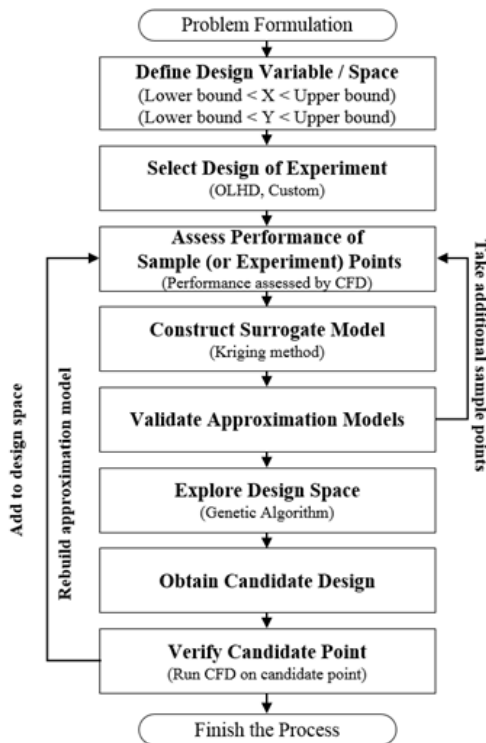 Problem Formulation
Define Design Variable / Space
(Lower bound < X < Upper bound)
(Lower bound < Y < Upper bound)
Select Design of Experiment
(OLHD, Custom)
Assess Performance of
Sample (or Experiment) Points
(Performance assessed by CFD)
Construct Surrogate Model
(Kriging method)
Validate Approximation Models
Explore Design Space
(Genetic Algorithm)
Obtain Candidate Design
Verify Candidate Point
(Run CFD on candidate point)
Finish the Process
Add to design space
Rebuild approximation model
Take additional
sample points